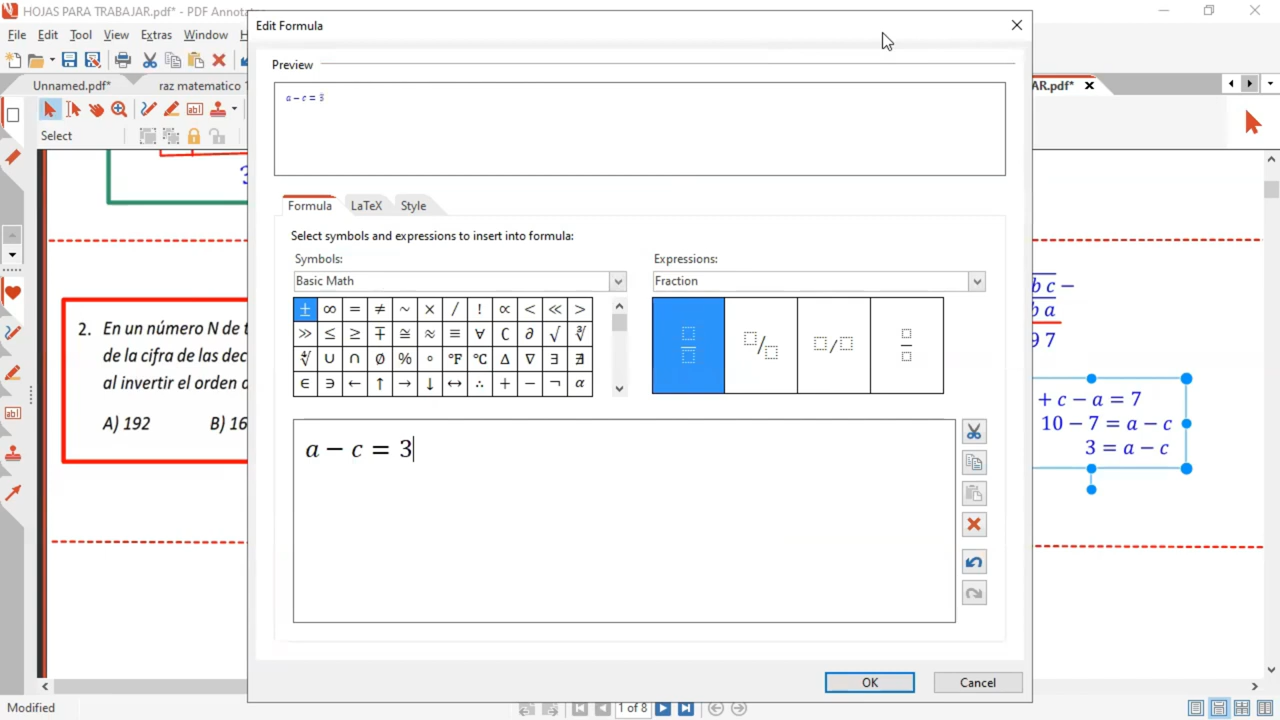 HOJAS PARA TRABAJAR.pdf* - PDF Annot
Edit Formula
File Edit Tool View Extras Window
Unnamed.pdf* raz matematico AR.pdf*
Select
Preview
a − c = 3
Formula LaTeX Style
Select symbols and expressions to insert into formula:
Symbols: Expressions:
Basic Math Fraction
± ∞ = ≠ ~ × / ! ∝ < ≪ >
≫ ≤ ≥ ∓ ≅ ≈ ≡ ∀ ∁ ∂ √ ∛
∜ ∪ ∩ ∅ % ° °F °C ∆ ∇ ∃ ∄
∈ ∋ ← ↑ → ↓ ↔ ∴ + − ¬ α
a − c = 3
OK Cancel
3
2. En un número N de t
de la cifra de las dec
al invertir el orden d
A) 192 B) 16
b c −
b a
9 7
+ c − a = 7
10 − 7 = a − c
3 = a − c
Modified
1 of 8